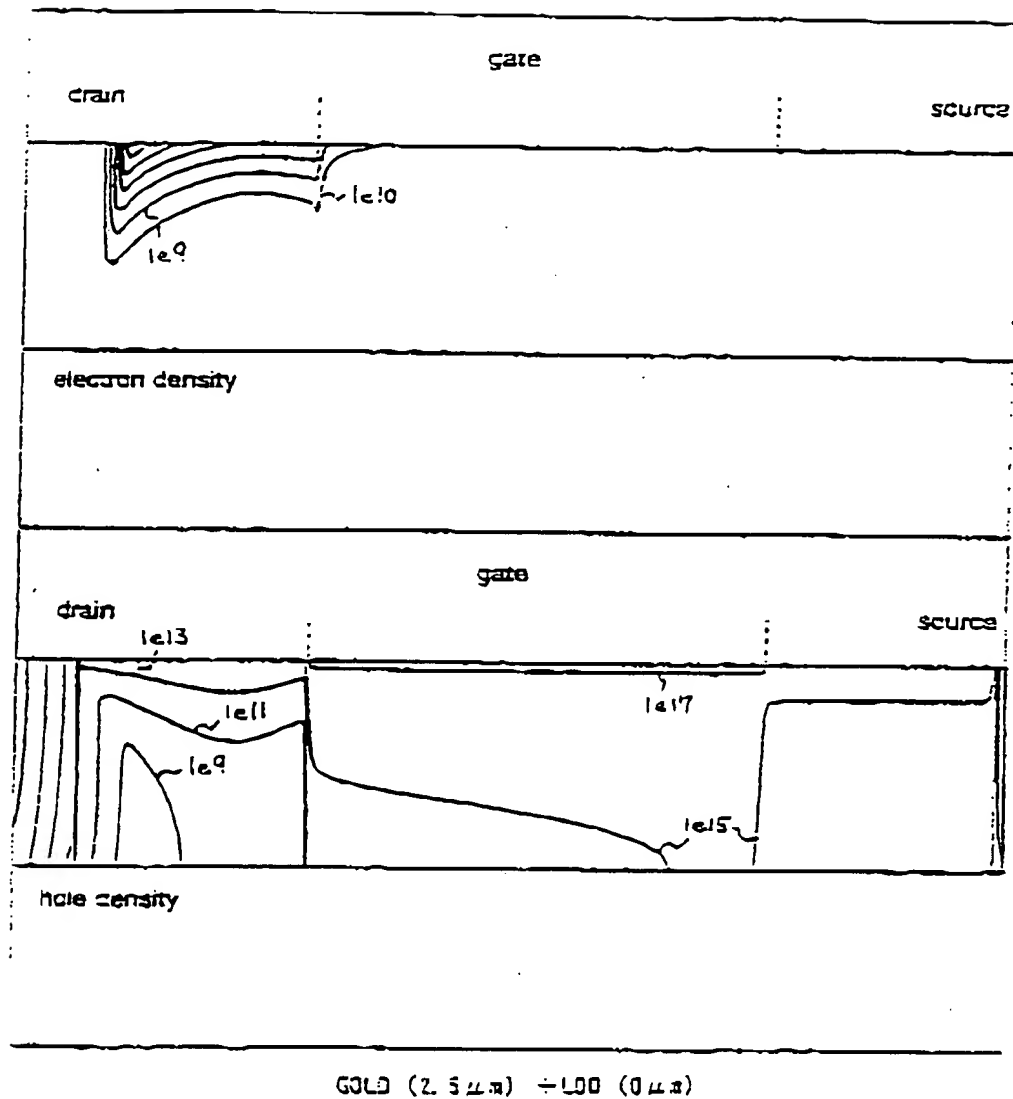 gate
drain
source
1e10
1e9
electron density
gate
drain
source
1e13
1e17
1e11
1e9
1e15
hole density
GOLD (2.5μm) +LDD (0μm)